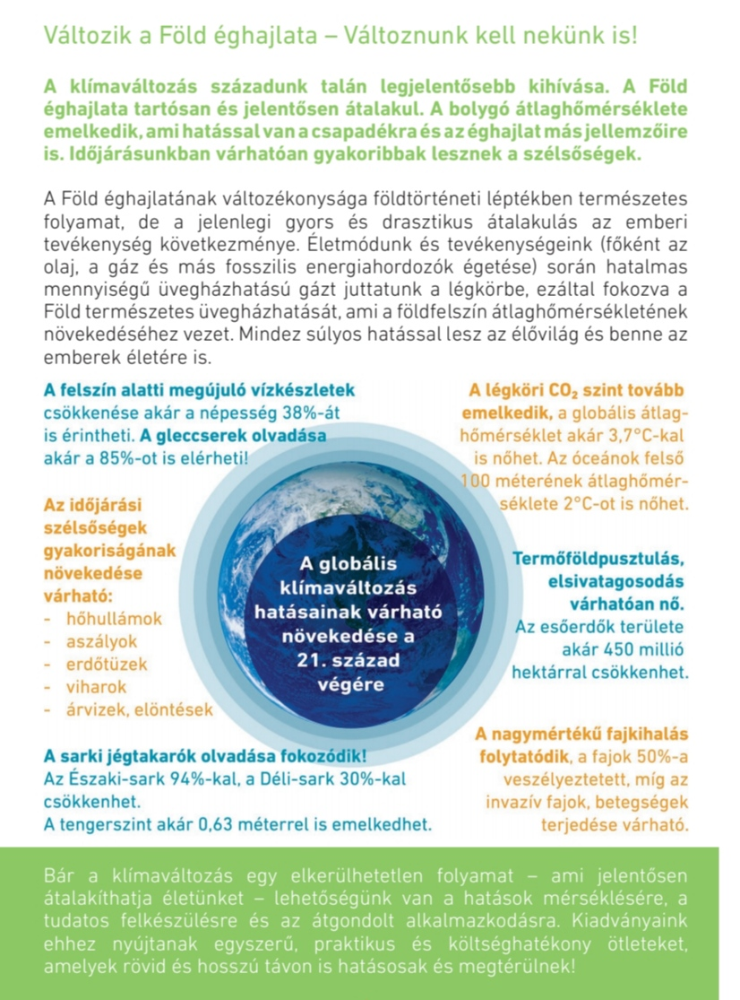 Változik a Föld éghajlata – Változnunk kell nekünk is!
A klímaváltozás századunk talán legjelentősebb kihívása. A Föld
éghajlata tartósan és jelentősen átalakul. A bolygó átlaghőmérséklete
emelkedik, ami hatással van a csapadékra és az éghajlat más jellemzőire
is. Időjárásunkban várhatóan gyakoribbak lesznek a szélsőségek.
A Föld éghajlatának változékonysága földtörténeti léptékben természetes
folyamat, de a jelenlegi gyors és drasztikus átalakulás az emberi
tevékenység következménye. Életmódunk és tevékenységeink (főként az
olaj, a gáz és más fosszilis energiahordozók égetése) során hatalmas
mennyiségű üvegházhatású gázt juttatunk a légkörbe, ezáltal fokozva a
Föld természetes üvegházhatását, ami a földfelszín átlaghőmérsékletének
növekedéséhez vezet. Mindez súlyos hatással lesz az élővilág és benne az
emberek életére is.
A felszín alatti megújuló vízkészletek
csökkenése akár a népesség 38%-át
is érintheti. A gleccserek olvadása
akár a 85%-ot is elérheti!
A légköri CO₂ szint tovább
emelkedik, a globális átlag-
hőmérséklet akár 3,7°C-kal
is nőhet. Az óceánok felső
100 méterének átlaghőmér-
séklete 2°C-ot is nőhet.
Az időjárási
szélsőségek
gyakoriságának
növekedése
várható:
- hőhullámok
- aszályok
- erdőtüzek
- viharok
- árvizek, elöntések
A globális
klímaváltozás
hatásainak várható
növekedése a
21. század
végére
Termőföldpusztulás,
elsivatagosodás
várhatóan nő.
Az esőerdők területe
akár 450 millió
hektárral csökkenhet.
A sarki jégtakarók olvadása fokozódik!
Az Északi-sark 94%-kal, a Déli-sark 30%-kal
csökkenhet.
A tengerszint akár 0,63 méterrel is emelkedhet.
A nagymértékű fajkihalás
folytatódik, a fajok 50%-a
veszélyeztetett, míg az
invazív fajok, betegségek
terjedése várható.
Bár a klímaváltozás egy elkerülhetetlen folyamat – ami jelentősen
átalakíthatja életünket – lehetőségünk van a hatások mérséklésére, a
tudatos felkészülésre és az átgondolt alkalmazkodásra. Kiadványaink
ehhez nyújtanak egyszerű, praktikus és költséghatékony ötleteket,
amelyek rövid és hosszú távon is hatásosak és megtérülnek!